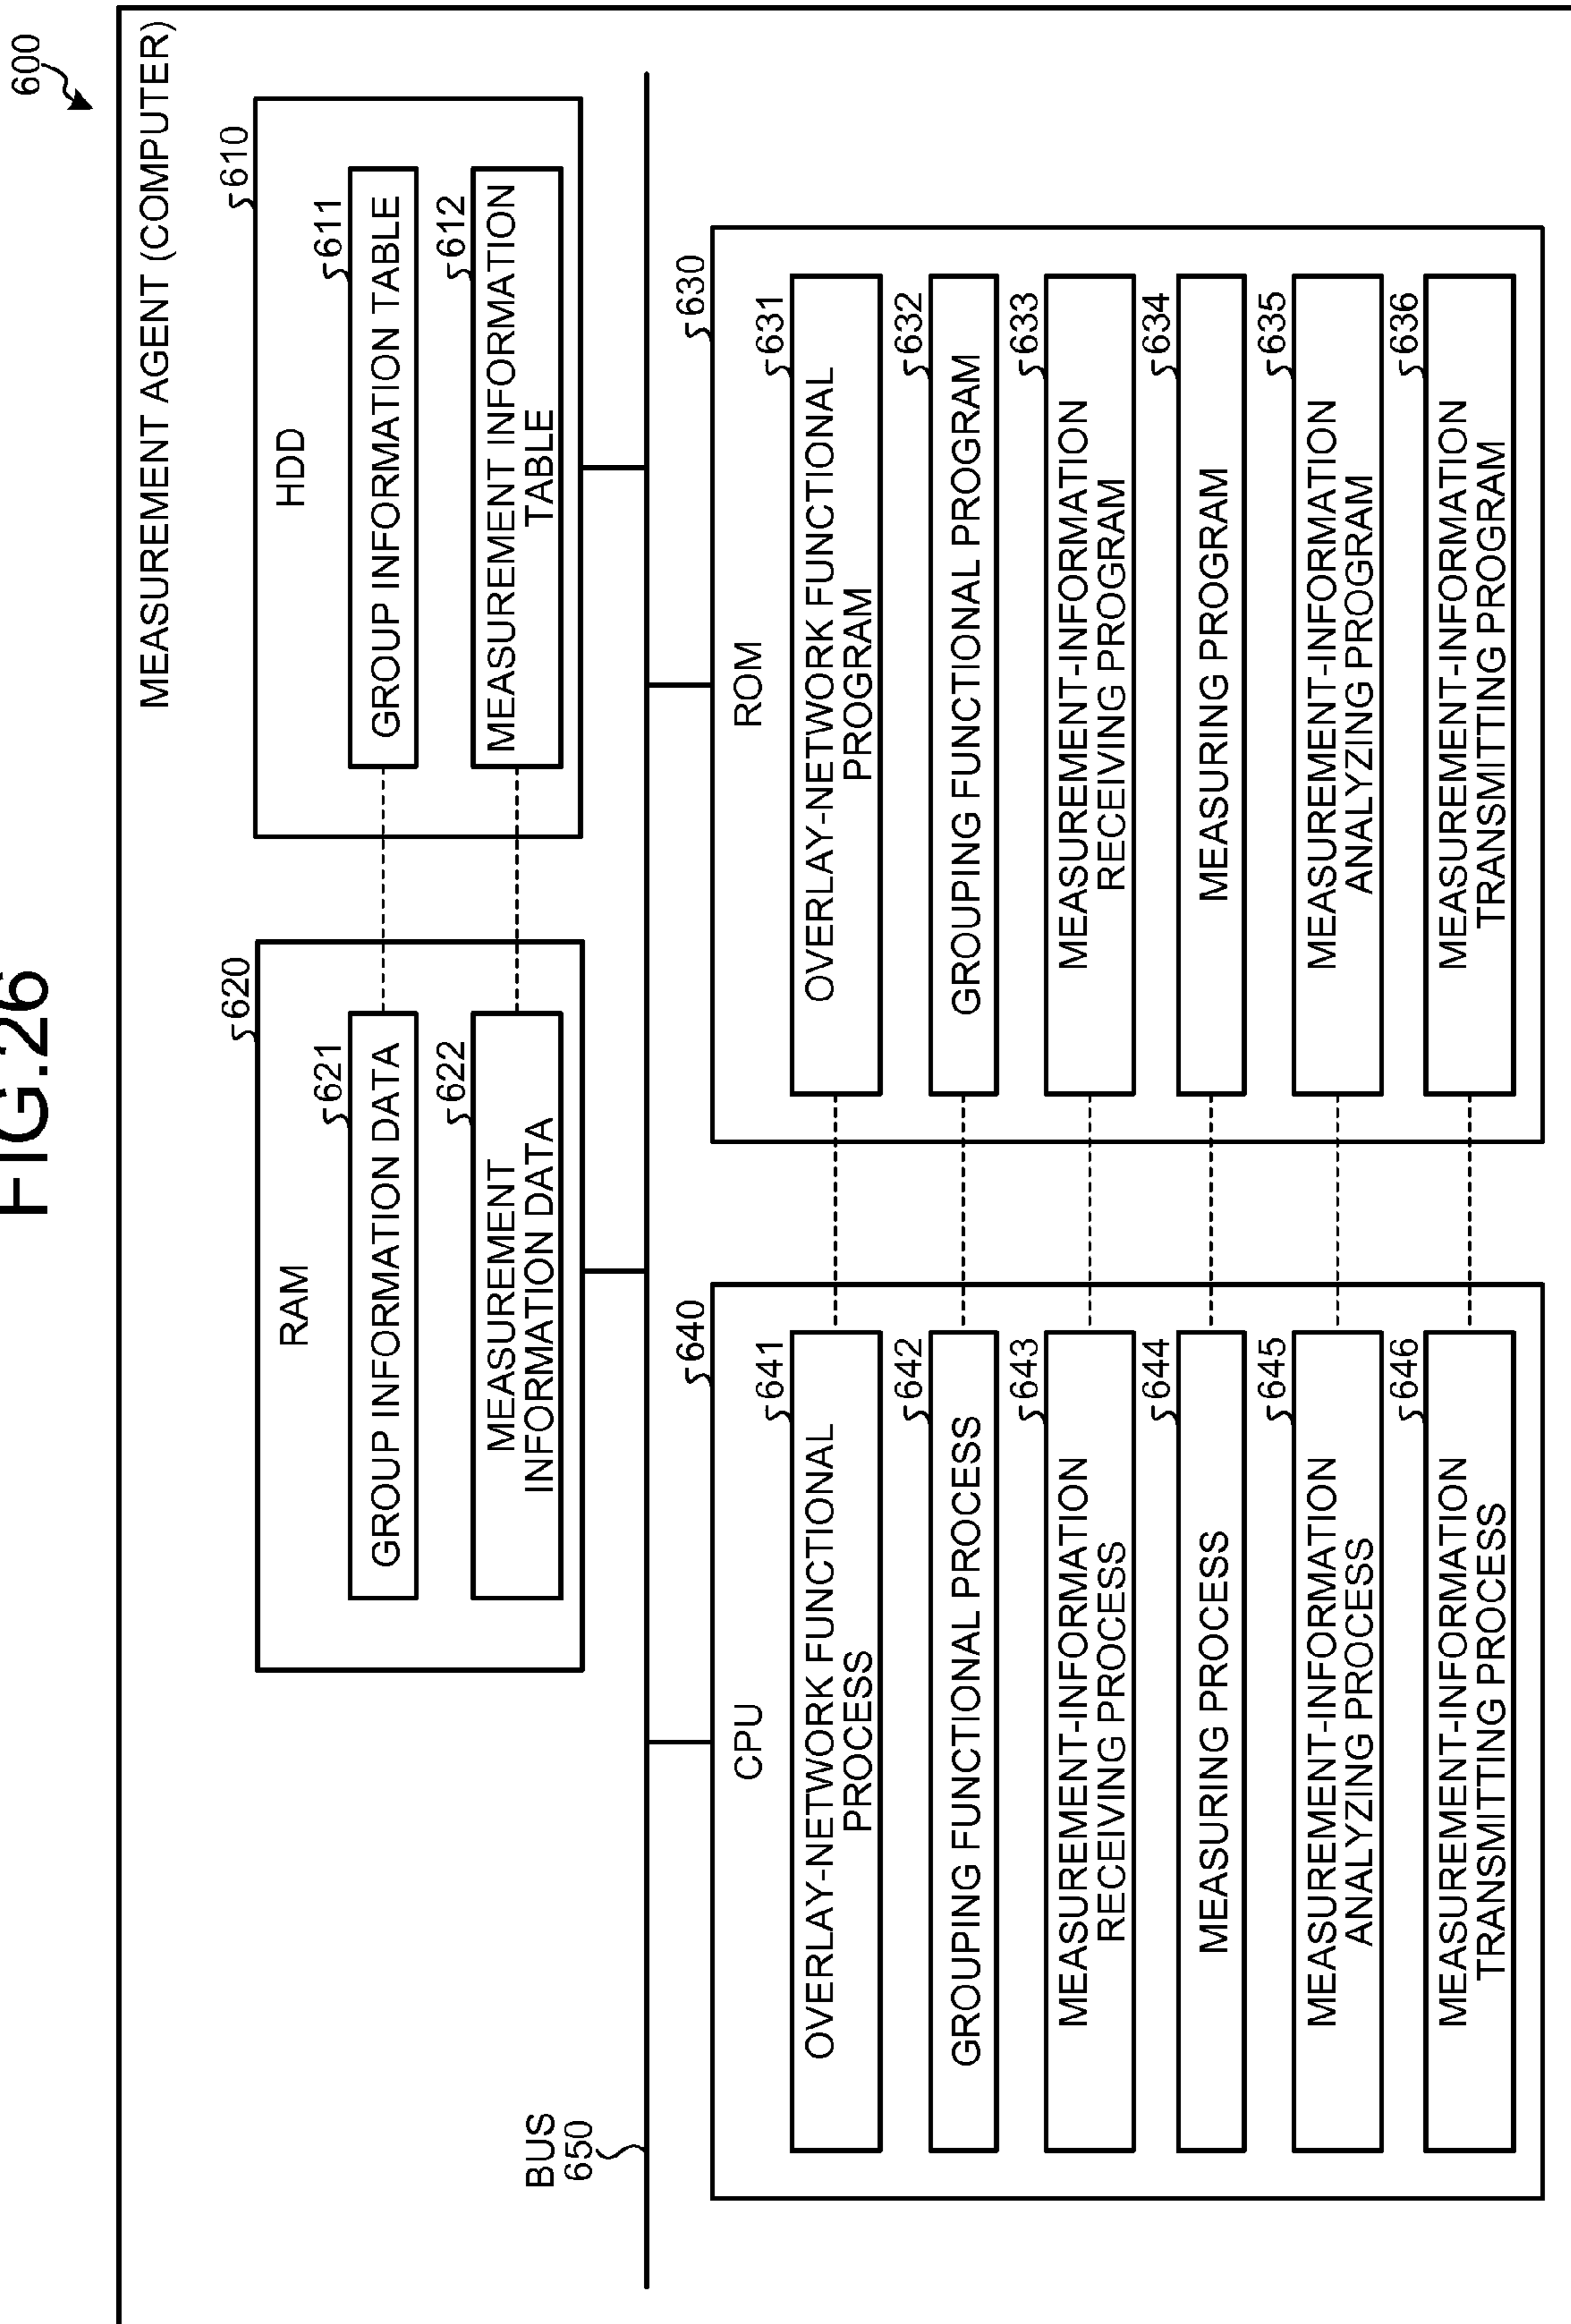 FIG.26
600
MEASUREMENT AGENT (COMPUTER)
620
RAM
621
GROUP INFORMATION DATA
622
MEASUREMENT
INFORMATION DATA
610
HDD
611
GROUP INFORMATION TABLE
612
MEASUREMENT INFORMATION
TABLE
BUS
650
640
CPU
641
OVERLAY-NETWORK FUNCTIONAL
PROCESS
642
GROUPING FUNCTIONAL PROCESS
643
MEASUREMENT-INFORMATION
RECEIVING PROCESS
644
MEASURING PROCESS
645
MEASUREMENT-INFORMATION
ANALYZING PROCESS
646
MEASUREMENT-INFORMATION
TRANSMITTING PROCESS
630
ROM
631
OVERLAY-NETWORK FUNCTIONAL
PROGRAM
632
GROUPING FUNCTIONAL PROGRAM
633
MEASUREMENT-INFORMATION
RECEIVING PROGRAM
634
MEASURING PROGRAM
635
MEASUREMENT-INFORMATION
ANALYZING PROGRAM
636
MEASUREMENT-INFORMATION
TRANSMITTING PROGRAM